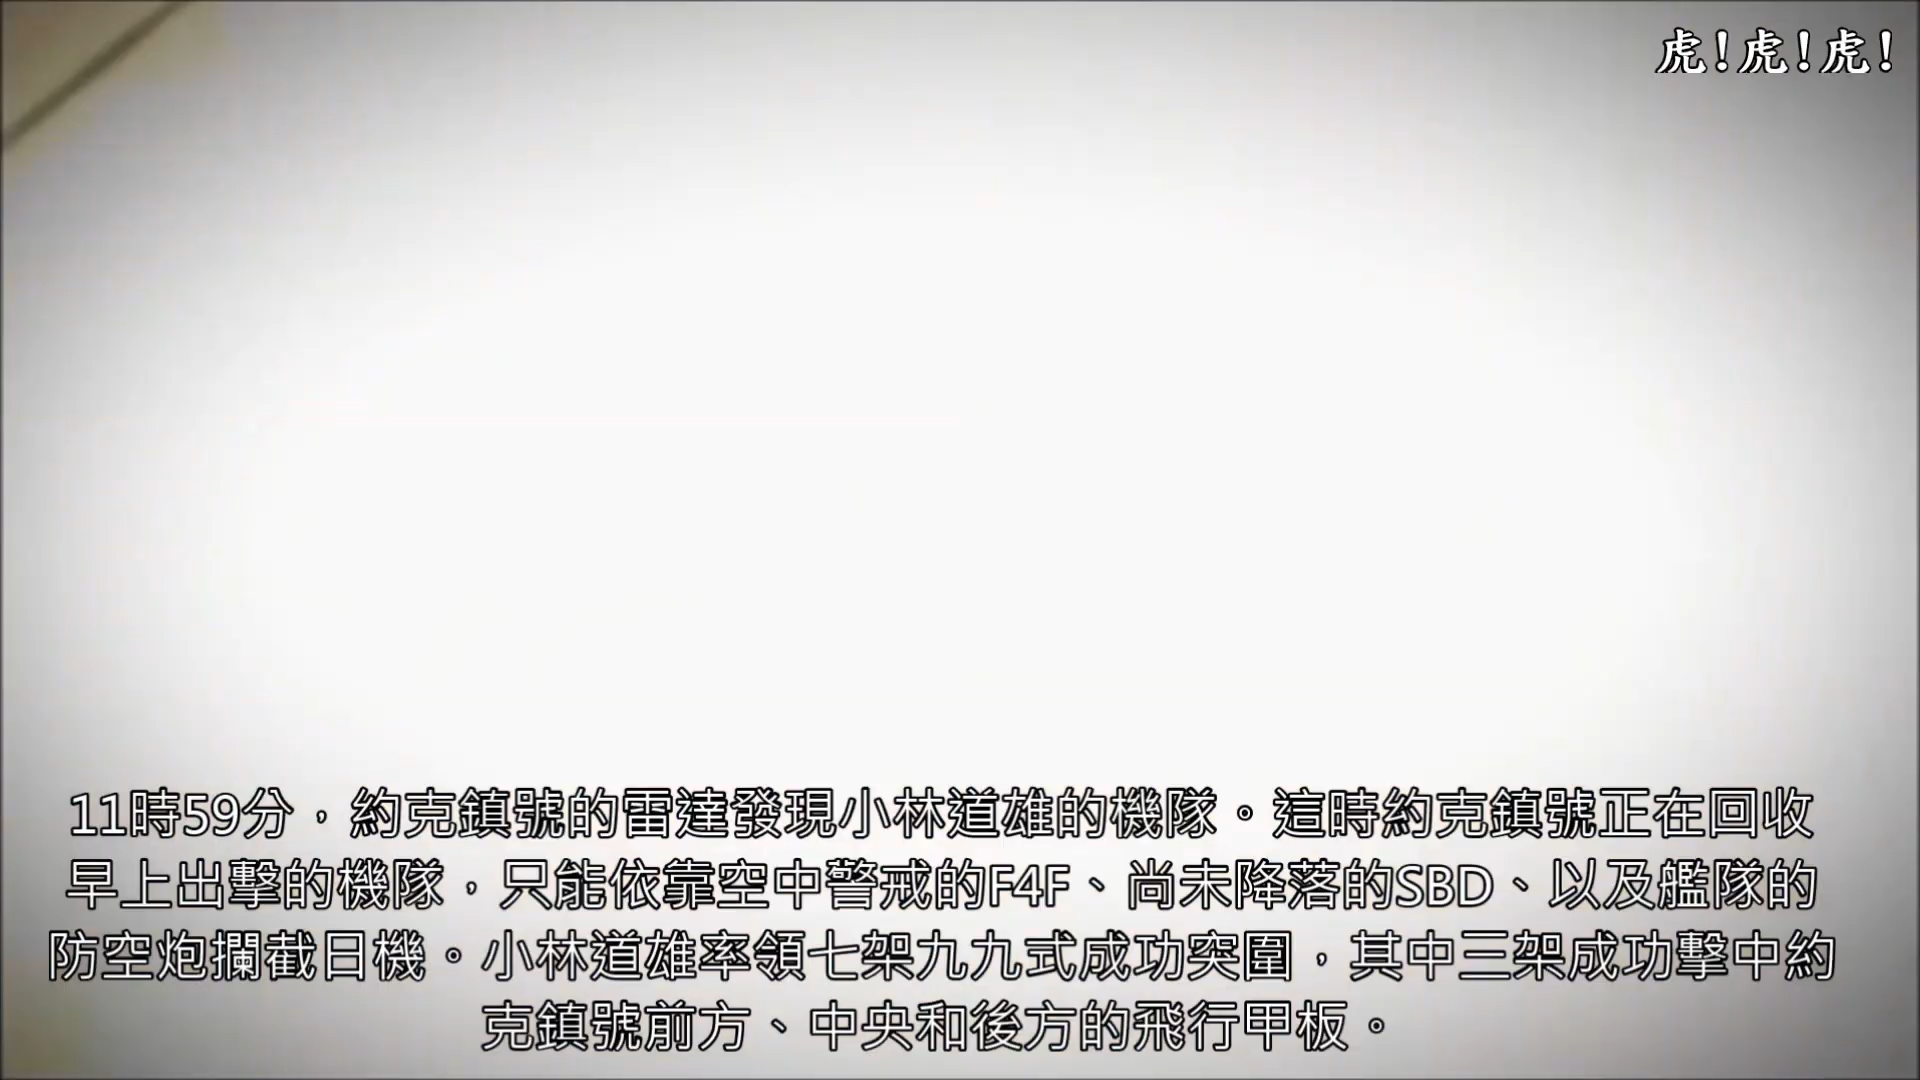 虎!虎!虎!
11時59分，約克鎮號的雷達發現小林道雄的機隊。這時約克鎮號正在回收
早上出擊的機隊，只能依靠空中警戒的F4F、尚未降落的SBD、以及艦隊的
防空炮攔截日機。小林道雄率領七架九九式成功突圍，其中三架成功擊中約
克鎮號前方、中央和後方的飛行甲板。